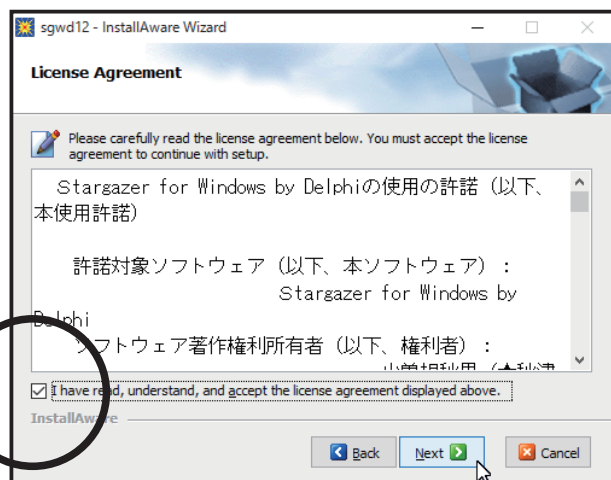 sgwd12 - InstallAware Wizard
License Agreement
Please carefully read the license agreement below. You must accept the license
agreement to continue with setup.
Stargazer for Windows by Delphiの使用の許諾（以下、
本使用許諾）
許諾対象ソフトウェア（以下、本ソフトウェア）：
Stargazer for Windows by
Delphi
ソフトウェア著作権利所有者（以下、権利者）：
I have read, understand, and accept the license agreement displayed above.
InstallAware
Back
Next
Cancel